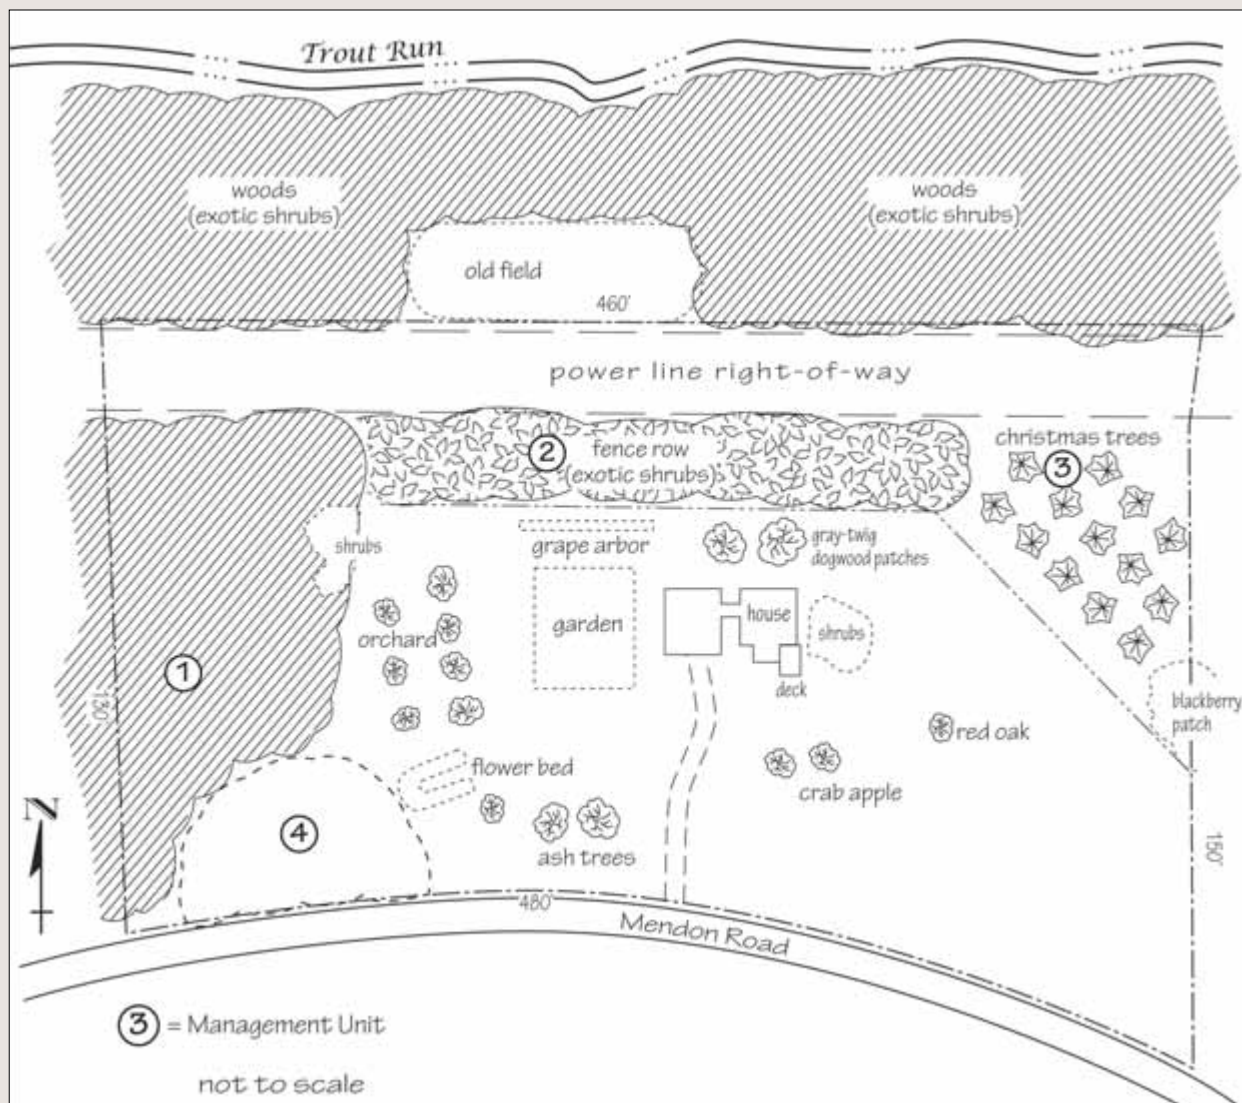 Trout Run
woods
(exotic shrubs)
woods
(exotic shrubs)
old field
460'
power line right-of-way
2
fence row
(exotic shrubs)
christmas trees
3
shrubs
grape arbor
gray-twig
dogwood patches
orchard
garden
house
shrubs
deck
1
130'
blackberry
patch
red oak
flower bed
crab apple
N
4
ash trees
150'
480'
Mendon Road
3 = Management Unit
not to scale